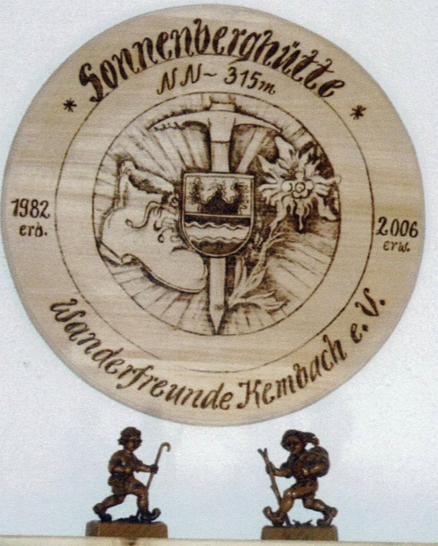 * Sonnenberghütte *
NN ~ 315m
1982
erb.
2006
erw.
Wanderfreunde Kembach e. V.